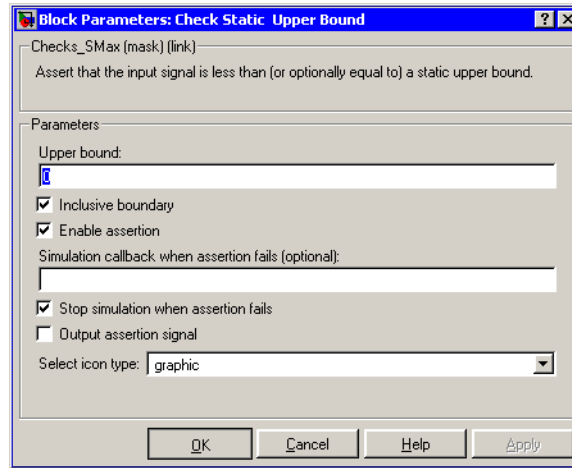 Block Parameters: Check Static Upper Bound
Checks_SMax (mask) (link)
Assert that the input signal is less than (or optionally equal to) a static upper bound.
Parameters
Upper bound:
0
Inclusive boundary
Enable assertion
Simulation callback when assertion fails (optional):
Stop simulation when assertion fails
Output assertion signal
Select icon type: graphic
OK Cancel Help Apply